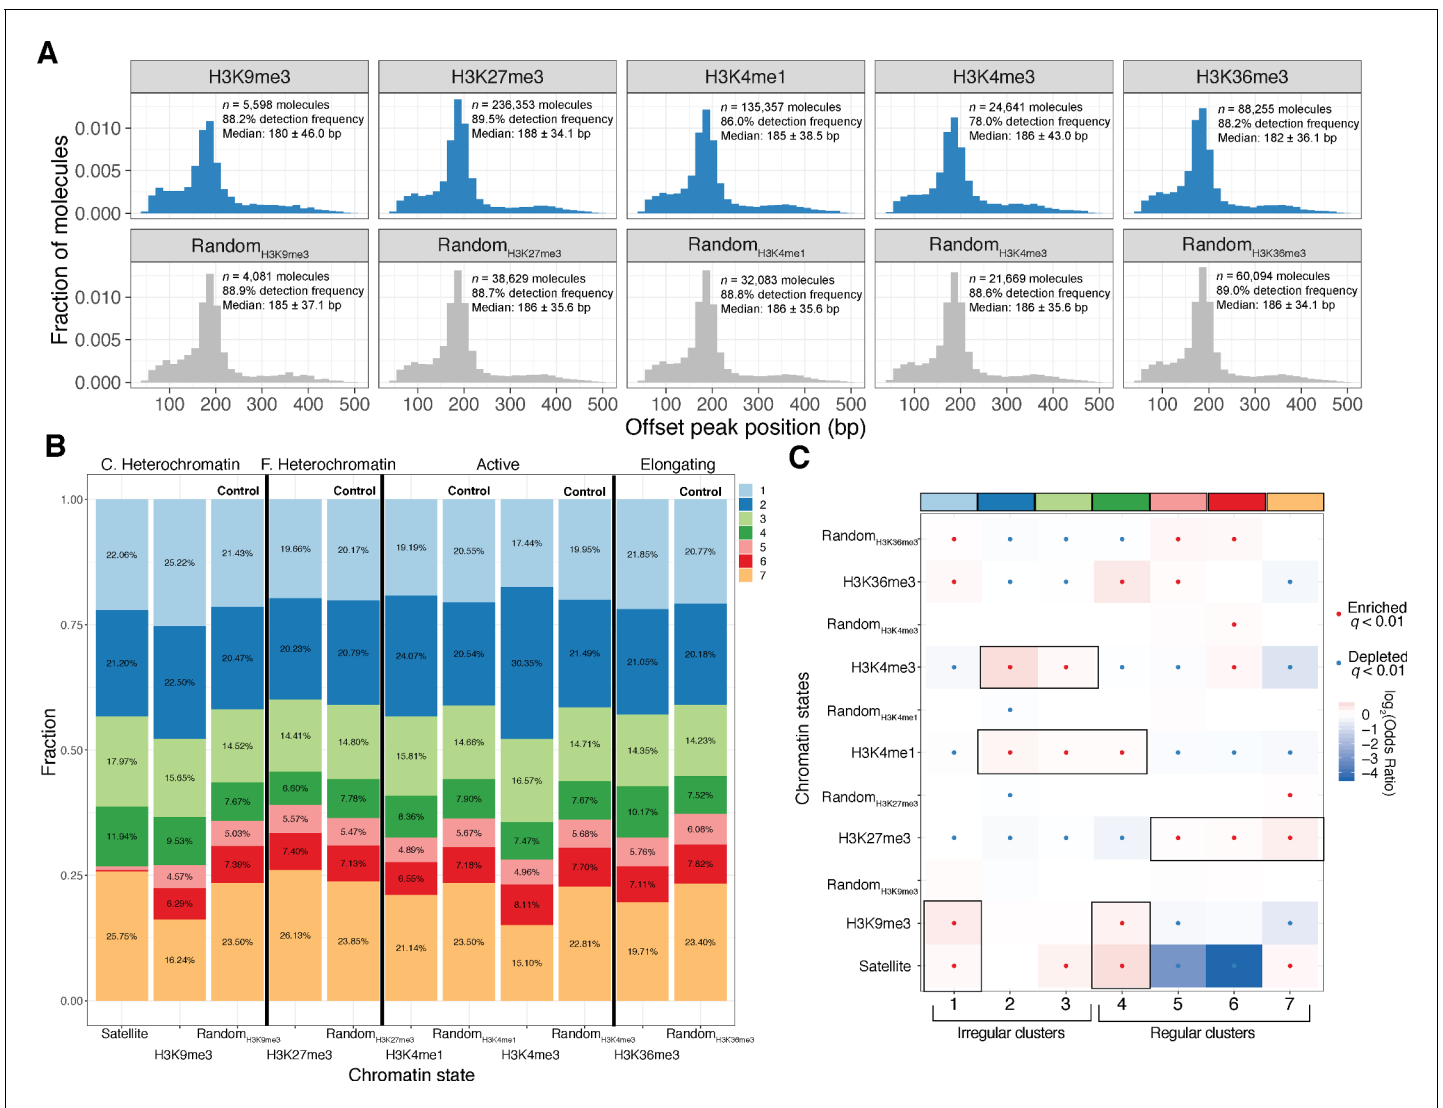 A
H3K9me3
H3K27me3
H3K4me1
H3K4me3
H3K36me3
n = 5,598 molecules
88.2% detection frequency
Median: 180 ± 46.0 bp
n = 236,353 molecules
89.5% detection frequency
Median: 188 ± 34.1 bp
n = 135,357 molecules
86.0% detection frequency
Median: 185 ± 38.5 bp
n = 24,641 molecules
78.0% detection frequency
Median: 186 ± 43.0 bp
n = 88,255 molecules
88.2% detection frequency
Median: 182 ± 36.1 bp
0.010
0.005
0.000
Fraction of molecules
RandomH3K9me3
RandomH3K27me3
RandomH3K4me1
RandomH3K4me3
RandomH3K36me3
n = 4,081 molecules
88.9% detection frequency
Median: 185 ± 37.1 bp
n = 38,629 molecules
88.7% detection frequency
Median: 186 ± 35.6 bp
n = 32,083 molecules
88.8% detection frequency
Median: 186 ± 35.6 bp
n = 21,669 molecules
88.6% detection frequency
Median: 186 ± 35.6 bp
n = 60,094 molecules
89.0% detection frequency
Median: 186 ± 34.1 bp
0.010
0.005
0.000
100 200 300 400 500
100 200 300 400 500
100 200 300 400 500
100 200 300 400 500
100 200 300 400 500
Offset peak position (bp)
B
C. Heterochromatin
F. Heterochromatin
Active
Elongating
Control Control Control Control Control
1
2
3
4
5
6
7
1.00
0.75
0.50
0.25
0.00
Fraction
22.06%
21.20%
17.97%
11.94%
25.75%
25.22%
22.50%
15.65%
9.53%
4.57%
6.29%
16.24%
21.43%
20.47%
14.52%
7.67%
5.03%
7.39%
23.50%
19.66%
20.23%
14.41%
6.60%
5.57%
7.40%
26.13%
20.17%
20.79%
14.80%
7.78%
5.47%
7.13%
23.85%
19.19%
24.07%
15.81%
8.36%
4.89%
6.55%
21.14%
20.55%
20.54%
14.66%
7.90%
5.67%
7.18%
23.50%
17.44%
30.35%
16.57%
7.47%
4.96%
8.11%
15.10%
19.95%
21.49%
14.71%
7.67%
5.68%
7.70%
22.81%
21.85%
21.05%
14.35%
10.17%
5.76%
7.11%
19.71%
20.77%
20.18%
14.23%
7.52%
6.08%
7.82%
23.40%
Satellite
H3K9me3
RandomH3K9me3
H3K27me3
RandomH3K27me3
H3K4me1
RandomH3K4me1
H3K4me3
RandomH3K4me3
H3K36me3
RandomH3K36me3
Chromatin state
C
Chromatin states
RandomH3K36me3
H3K36me3
RandomH3K4me3
H3K4me3
RandomH3K4me1
H3K4me1
RandomH3K27me3
H3K27me3
RandomH3K9me3
H3K9me3
Satellite
1 2 3 4 5 6 7
Irregular clusters
Regular clusters
Enriched
q < 0.01
Depleted
q < 0.01
0
−1
−2
−3
−4
log2(Odds Ratio)